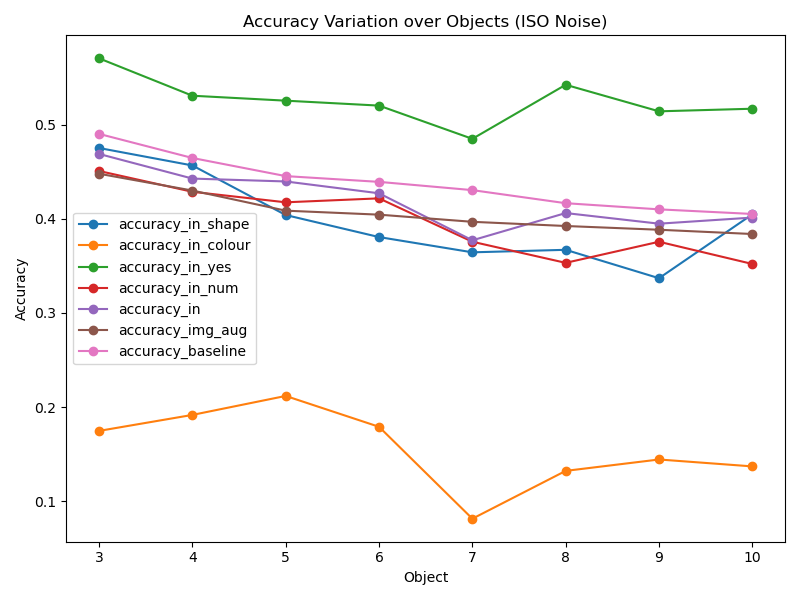 Accuracy Variation over Objects (ISO Noise)
Accuracy
0.5
0.4
0.3
0.2
0.1
accuracy_in_shape
accuracy_in_colour
accuracy_in_yes
accuracy_in_num
accuracy_in
accuracy_img_aug
accuracy_baseline
3 4 5 6 7 8 9 10
Object